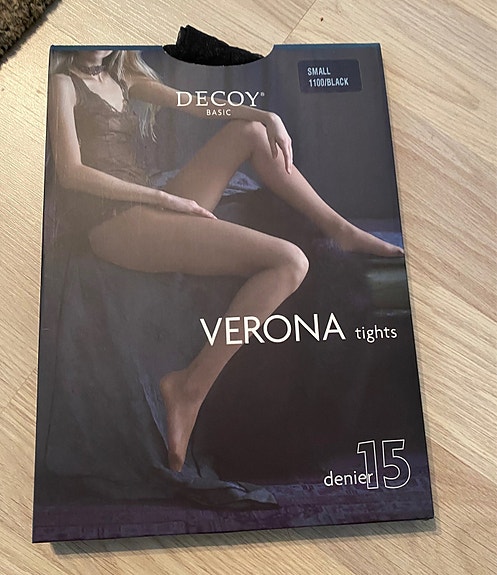 SMALL
1100/BLACK
DECOY®
BASIC
VERONA tights
denier 15